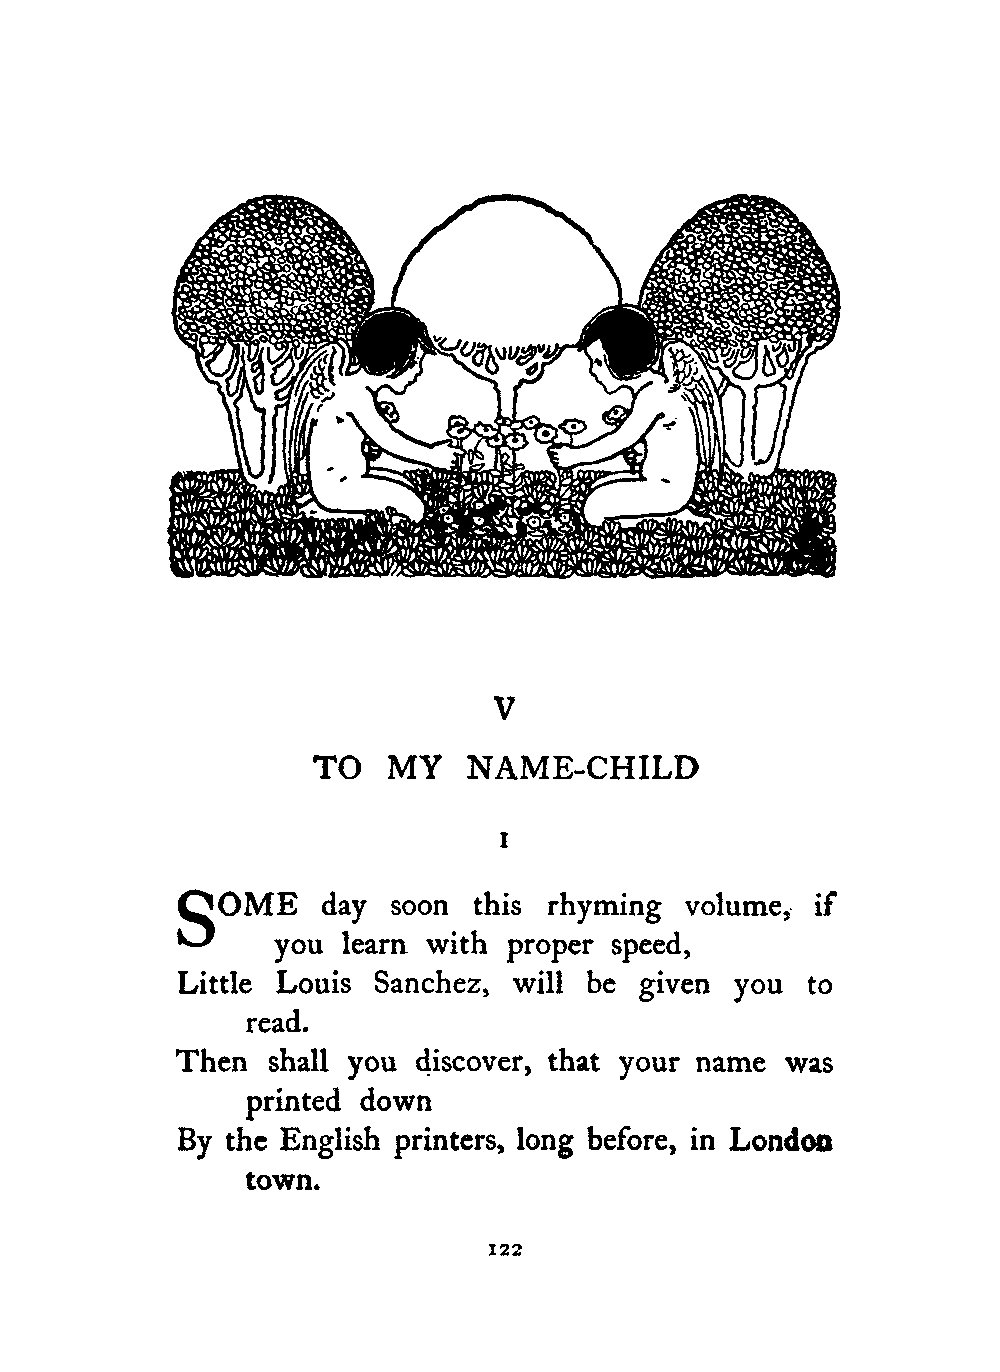 V
TO MY NAME-CHILD
I
SOME day soon this rhyming volume, if
you learn with proper speed,
Little Louis Sanchez, will be given you to
read.
Then shall you discover, that your name was
printed down
By the English printers, long before, in London
town.
122